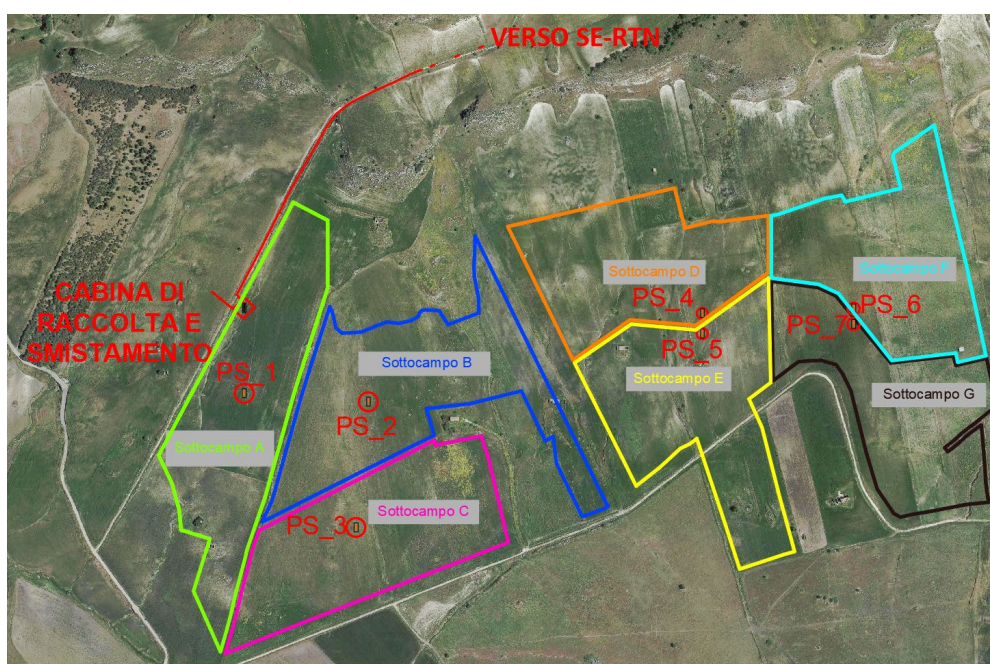 VERSO SE-RTN
CABINA DI
RACCOLTA E
SMISTAMENTO
PS_1
Sottocampo A
Sottocampo B
PS_2
PS_3
Sottocampo C
Sottocampo D
PS_4
PS_5
Sottocampo E
Sottocampo F
PS_6
PS_7
Sottocampo G